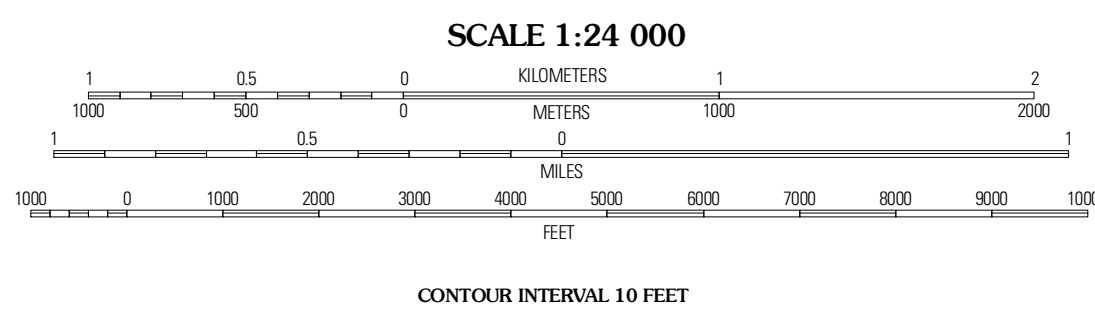 SCALE 1:24 000
1 0.5 0 KILOMETERS 1 2
1000 500 0 METERS 1000 2000
1 0.5 0 1
MILES
1000 0 1000 2000 3000 4000 5000 6000 7000 8000 9000 1000
FEET
CONTOUR INTERVAL 10 FEET